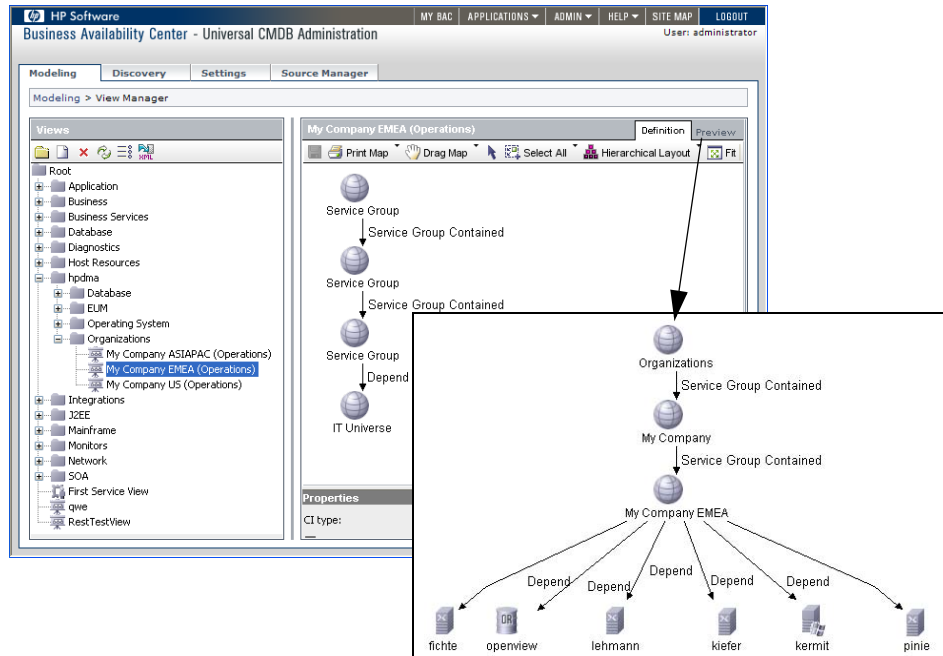 HP Software
MY BAC APPLICATIONS ADMIN HELP SITE MAP LOGOUT
Business Availability Center - Universal CMDB Administration
User: administrator
Modeling Discovery Settings Source Manager
Modeling > View Manager
Views
XML
Root
Application
Business
Business Services
Database
Diagnostics
Host Resources
hpdma
Database
EUM
Operating System
Organizations
My Company ASIAPAC (Operations)
My Company EMEA (Operations)
My Company US (Operations)
Integrations
J2EE
Mainframe
Monitors
Network
SOA
First Service View
qwe
RestTestView
My Company EMEA (Operations)
Definition Preview
Print Map Drag Map Select All Hierarchical Layout Fit
Service Group
Service Group Contained
Service Group
Service Group Contained
Service Group
Depend
IT Universe
Properties
CI type:
Organizations
Service Group Contained
My Company
Service Group Contained
My Company EMEA
Depend Depend Depend Depend Depend
OR
fichte openview lehmann kiefer kermit pinie